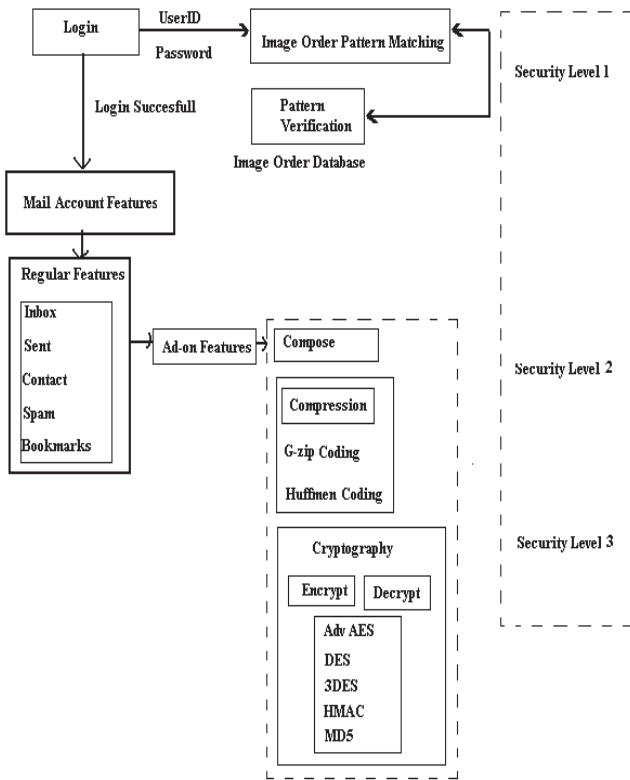 Login
UserID
Password
Image Order Pattern Matching
Security Level 1
Login Succesfull
Pattern
Verification
Image Order Database
Mail Account Features
Regular Features
Inbox
Sent
Contact
Spam
Bookmarks
Ad-on Features
Compose
Security Level 2
Compression
G-zip Coding
Huffmen Coding
Security Level 3
Cryptography
Encrypt
Decrypt
Adv AES
DES
3DES
HMAC
MD5